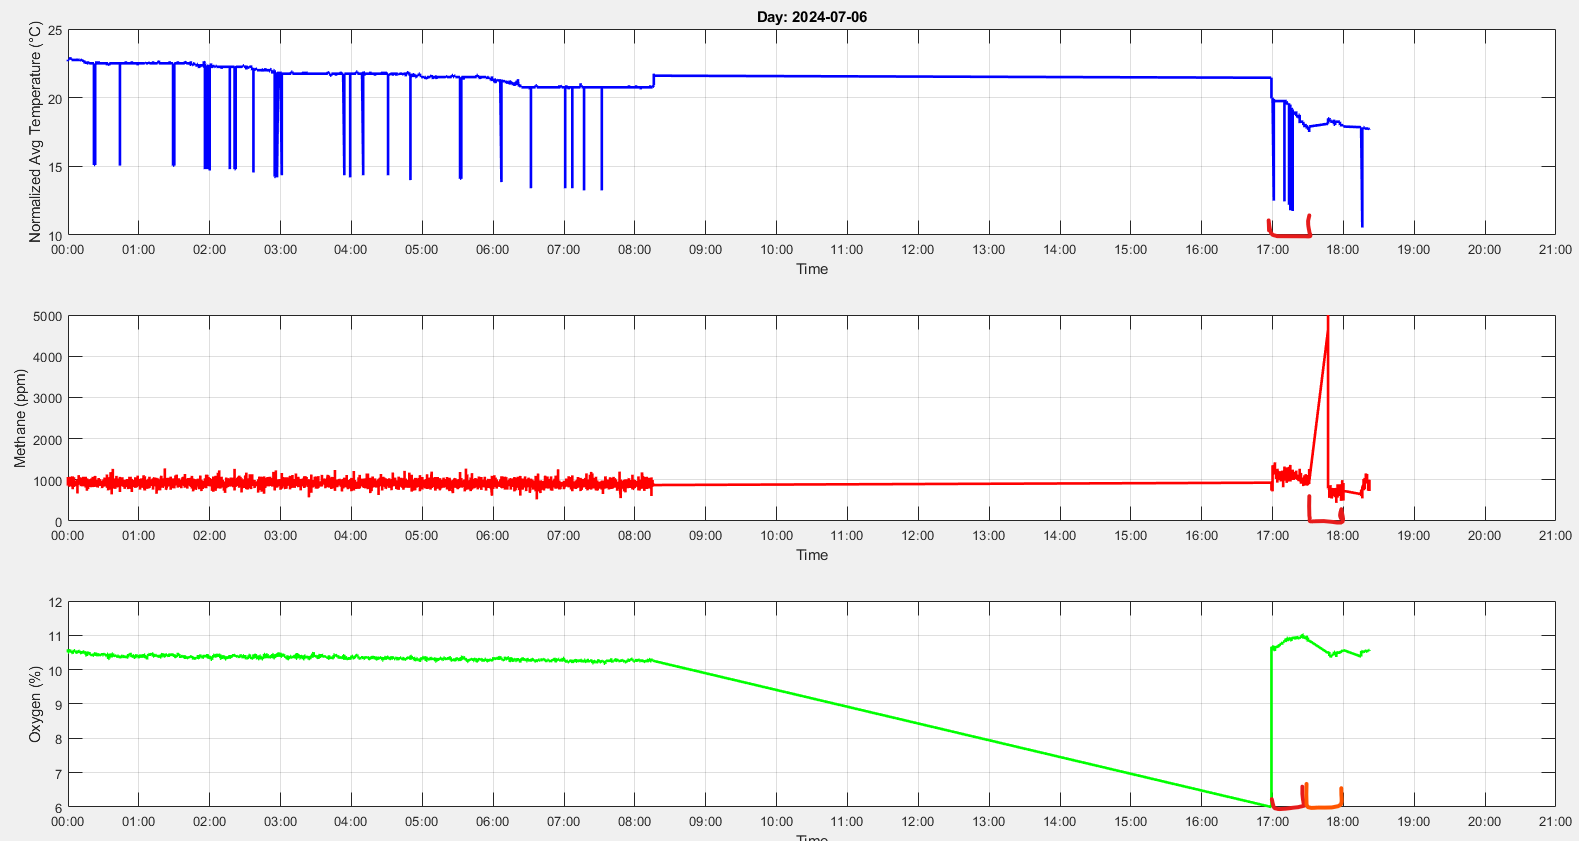 Day: 2024-07-06
25
20
15
10
Normalized Avg Temperature (°C)
00:00 01:00 02:00 03:00 04:00 05:00 06:00 07:00 08:00 09:00 10:00 11:00 12:00 13:00 14:00 15:00 16:00 17:00 18:00 19:00 20:00 21:00
Time
5000
4000
3000
2000
1000
0
Methane (ppm)
00:00 01:00 02:00 03:00 04:00 05:00 06:00 07:00 08:00 09:00 10:00 11:00 12:00 13:00 14:00 15:00 16:00 17:00 18:00 19:00 20:00 21:00
Time
12
11
10
9
8
7
6
Oxygen (%)
00:00 01:00 02:00 03:00 04:00 05:00 06:00 07:00 08:00 09:00 10:00 11:00 12:00 13:00 14:00 15:00 16:00 17:00 18:00 19:00 20:00 21:00
Time